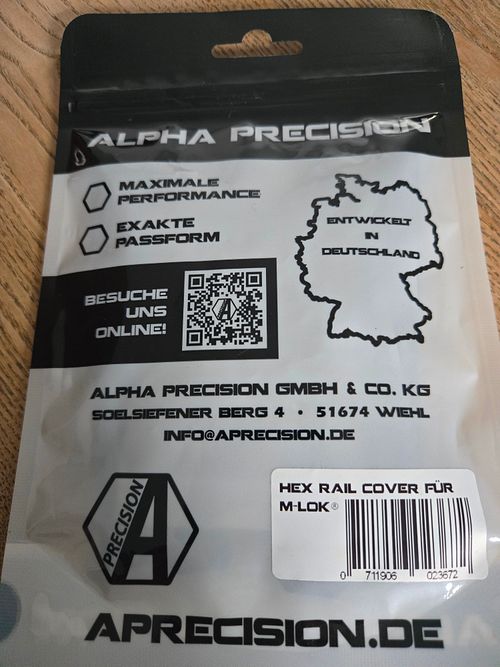 ALPHA PRECISION
MAXIMALE
PERFORMANCE
EXAKTE
PASSFORM
ENTWICKELT
IN
DEUTSCHLAND
BESUCHE
UNS
ONLINE!
A
ALPHA PRECISION GMBH & CO. KG
SOELSIEFENER BERG 4 • 51674 WIEHL
INFO@APRECISION.DE
PRECISION
A
HEX RAIL COVER FÜR
M-LOK®
0 711906 023672
APRECISION.DE